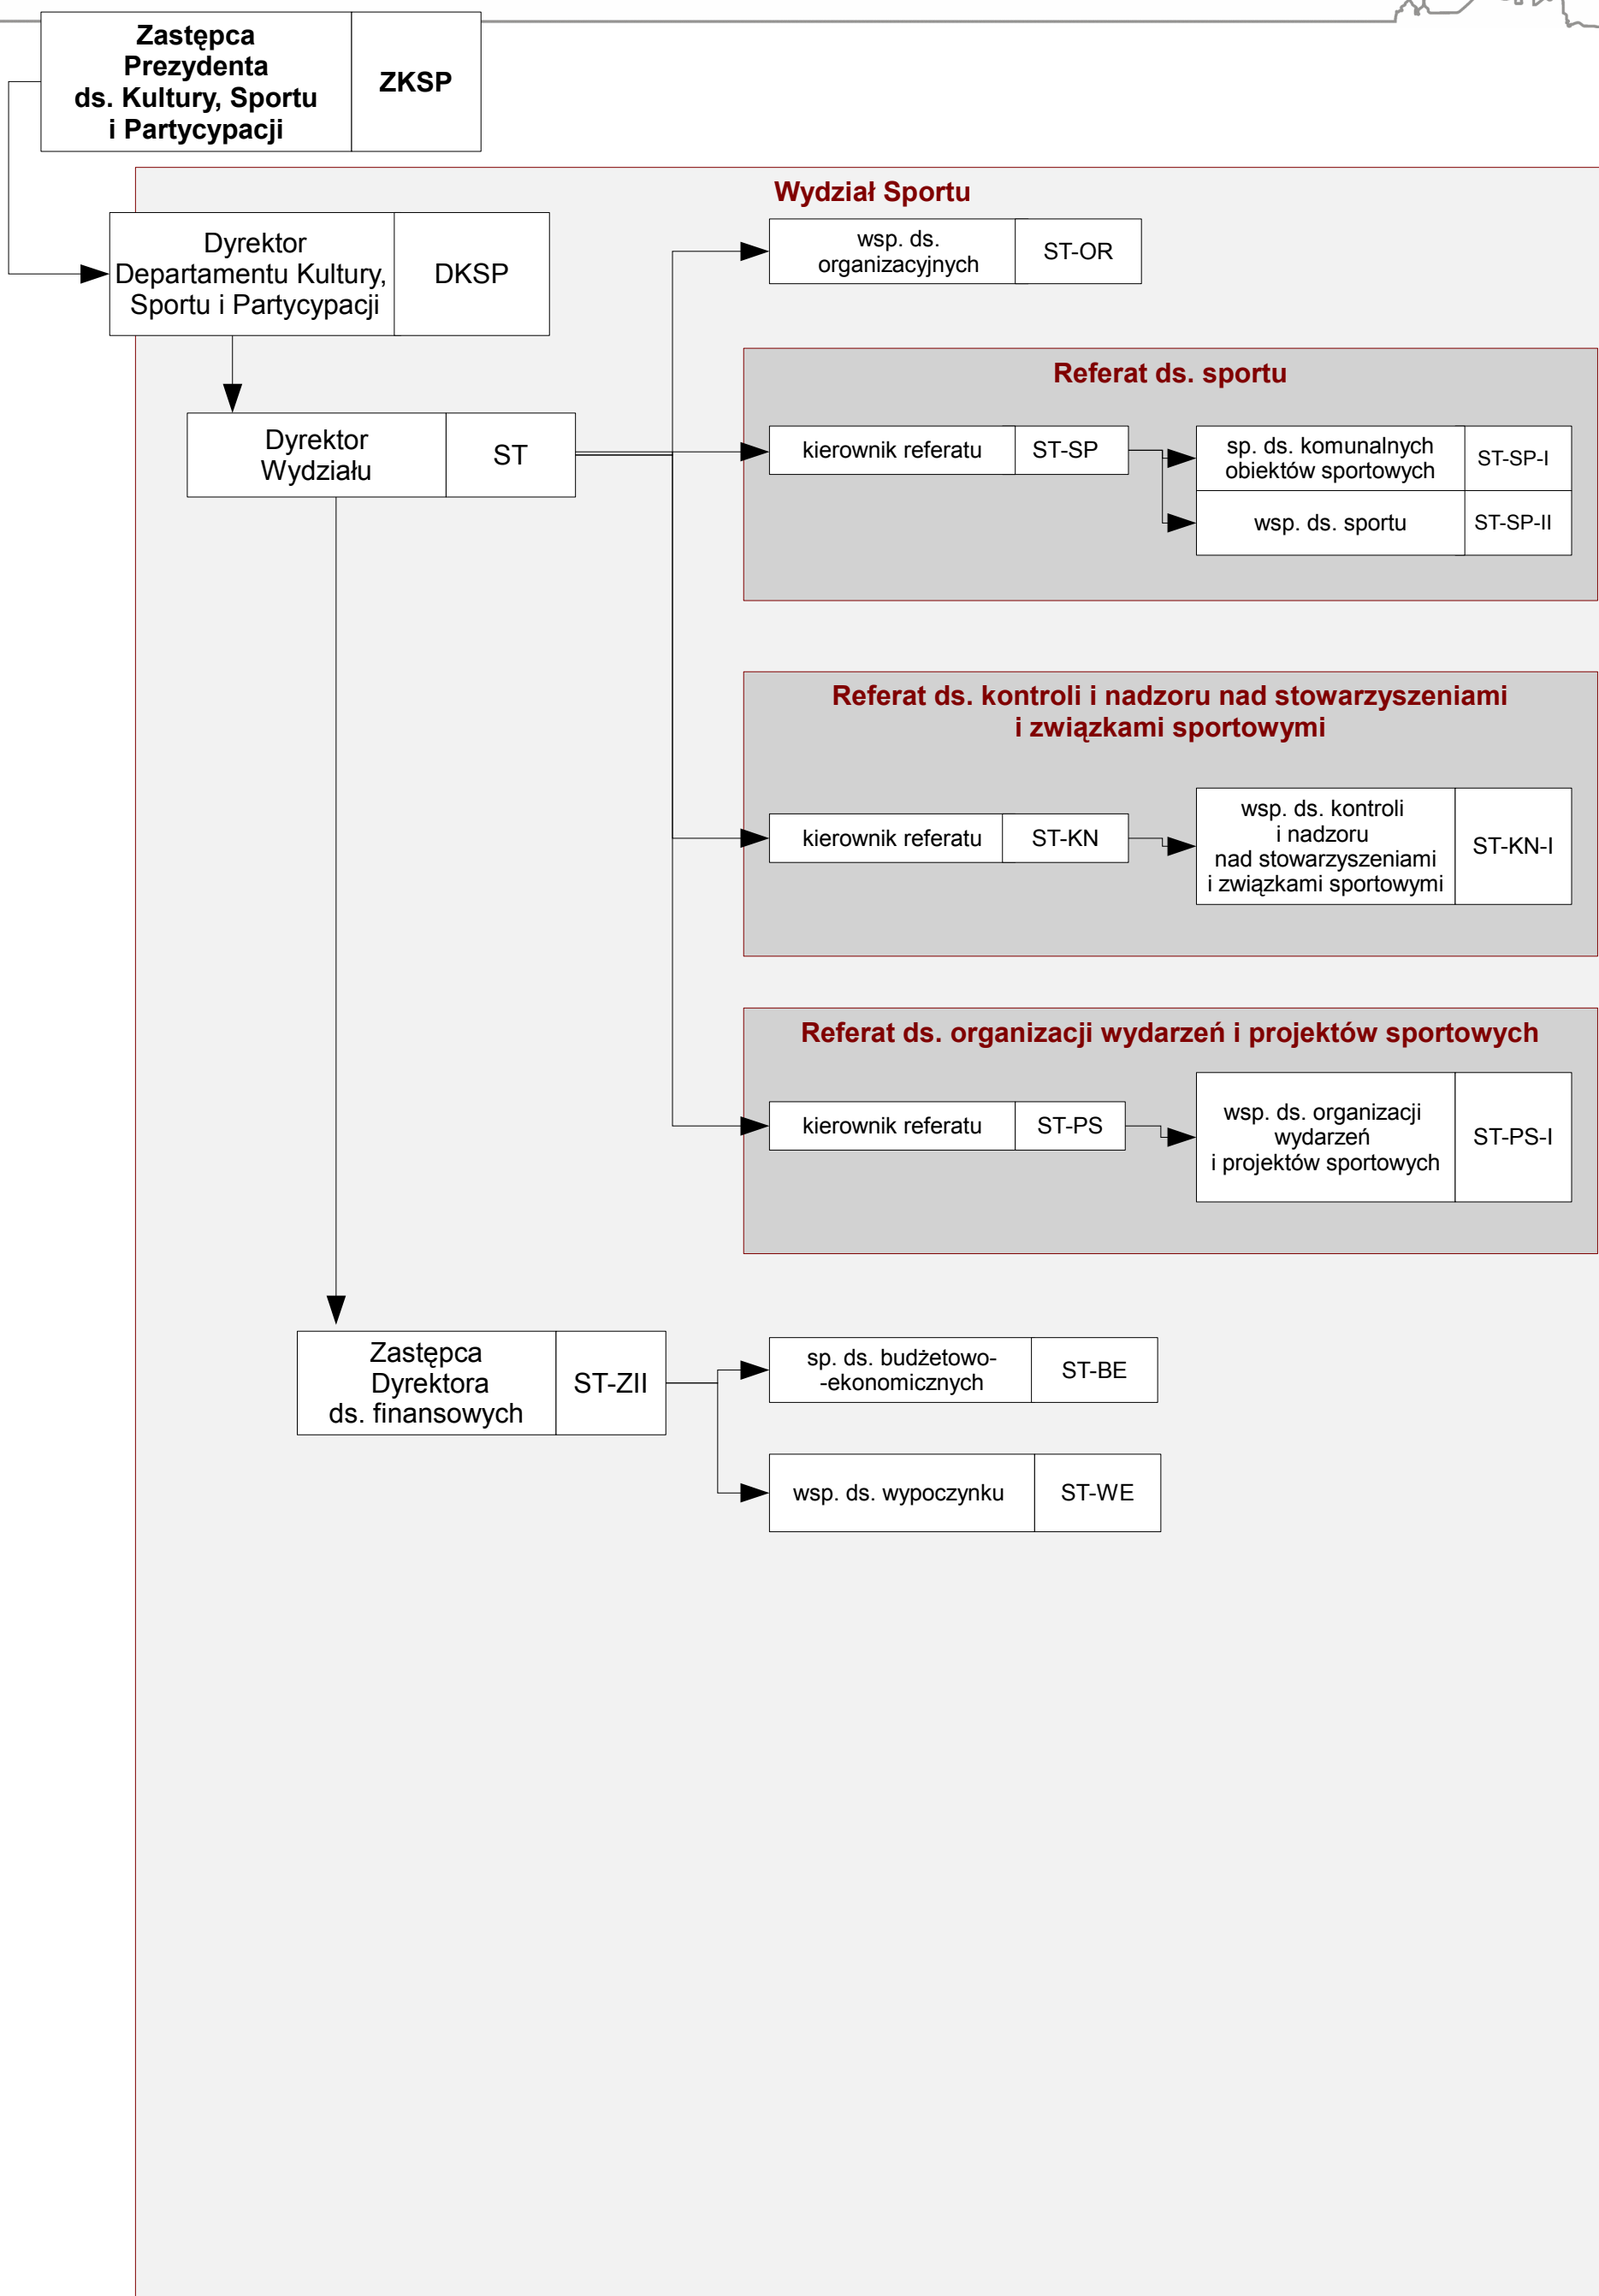 Zastępca
Prezydenta
ds. Kultury, Sportu
i Partycypacji
ZKSP
Wydział Sportu
Dyrektor
Departamentu Kultury,
Sportu i Partycypacji
DKSP
wsp. ds.
organizacyjnych
ST-OR
Referat ds. sportu
Dyrektor
Wydziału
ST
kierownik referatu
ST-SP
sp. ds. komunalnych
obiektów sportowych
ST-SP-I
wsp. ds. sportu
ST-SP-II
Referat ds. kontroli i nadzoru nad stowarzyszeniami
i związkami sportowymi
kierownik referatu
ST-KN
wsp. ds. kontroli
i nadzoru
nad stowarzyszeniami
i związkami sportowymi
ST-KN-I
Referat ds. organizacji wydarzeń i projektów sportowych
kierownik referatu
ST-PS
wsp. ds. organizacji
wydarzeń
i projektów sportowych
ST-PS-I
Zastępca
Dyrektora
ds. finansowych
ST-ZII
sp. ds. budżetowo-
-ekonomicznych
ST-BE
wsp. ds. wypoczynku
ST-WE